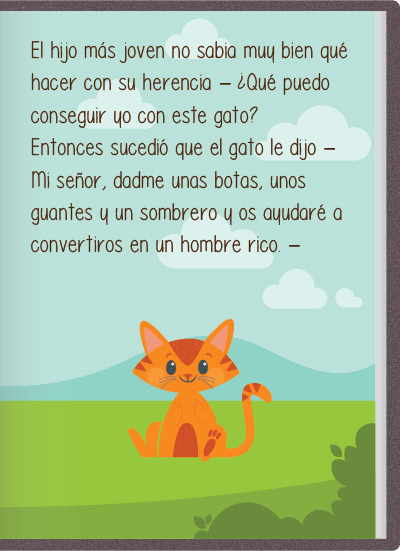 El hijo más joven no sabia muy bien qué
hacer con su herencia – ¿Qué puedo
conseguir yo con este gato?
Entonces sucedió que el gato le dijo –
Mi señor, dadme unas botas, unos
guantes y un sombrero y os ayudaré a
convertiros en un hombre rico. –